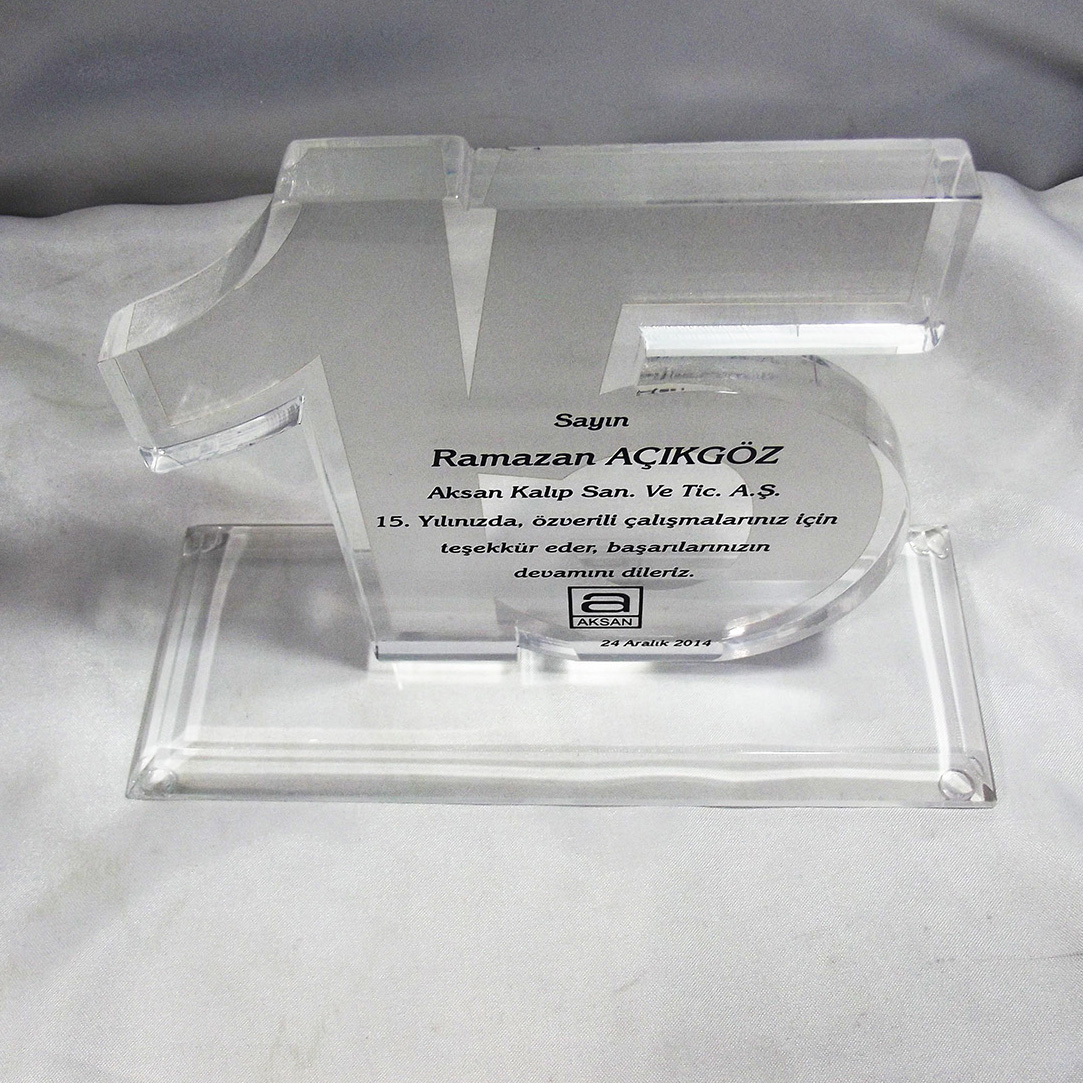 15
Sayın
Ramazan AÇIKGÖZ
Aksan Kalıp San. Ve Tic. A.Ş.
15. Yılınızda, özverili çalışmalarınız için
teşekkür eder, başarılarınızın
devamını dileriz.
a
AKSAN
24 Aralık 2014